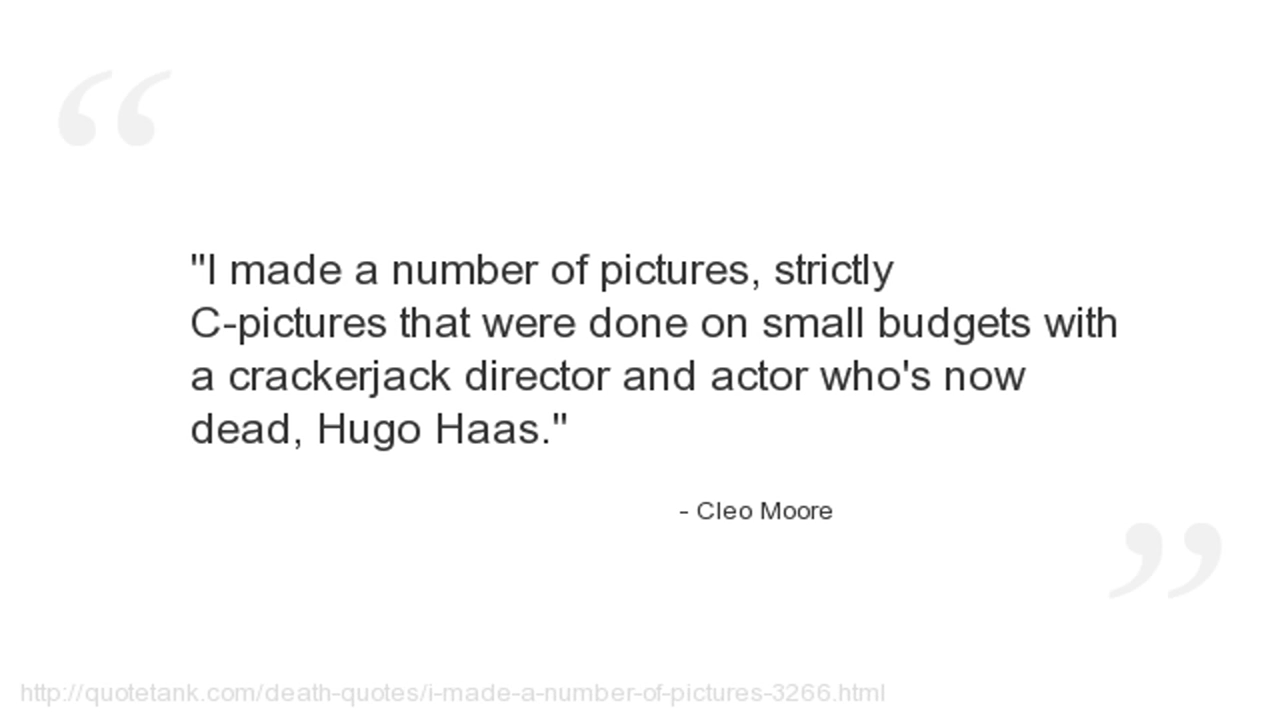 "I made a number of pictures, strictly
C-pictures that were done on small budgets with
a crackerjack director and actor who's now
dead, Hugo Haas."
- Cleo Moore
http://quotetank.com/death-quotes/i-made-a-number-of-pictures-3266.html